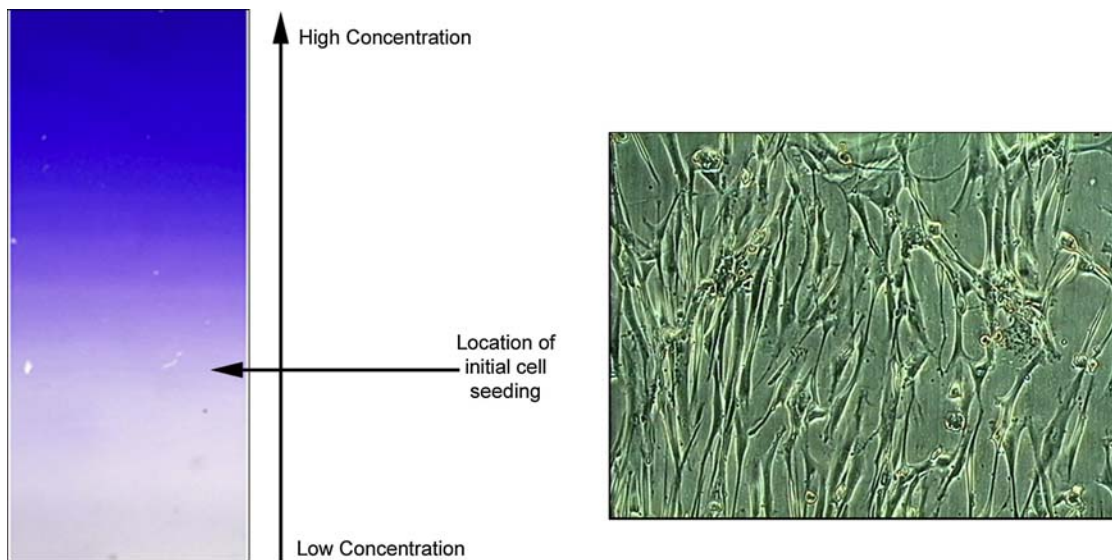 High Concentration
Location of
initial cell
seeding
Low Concentration